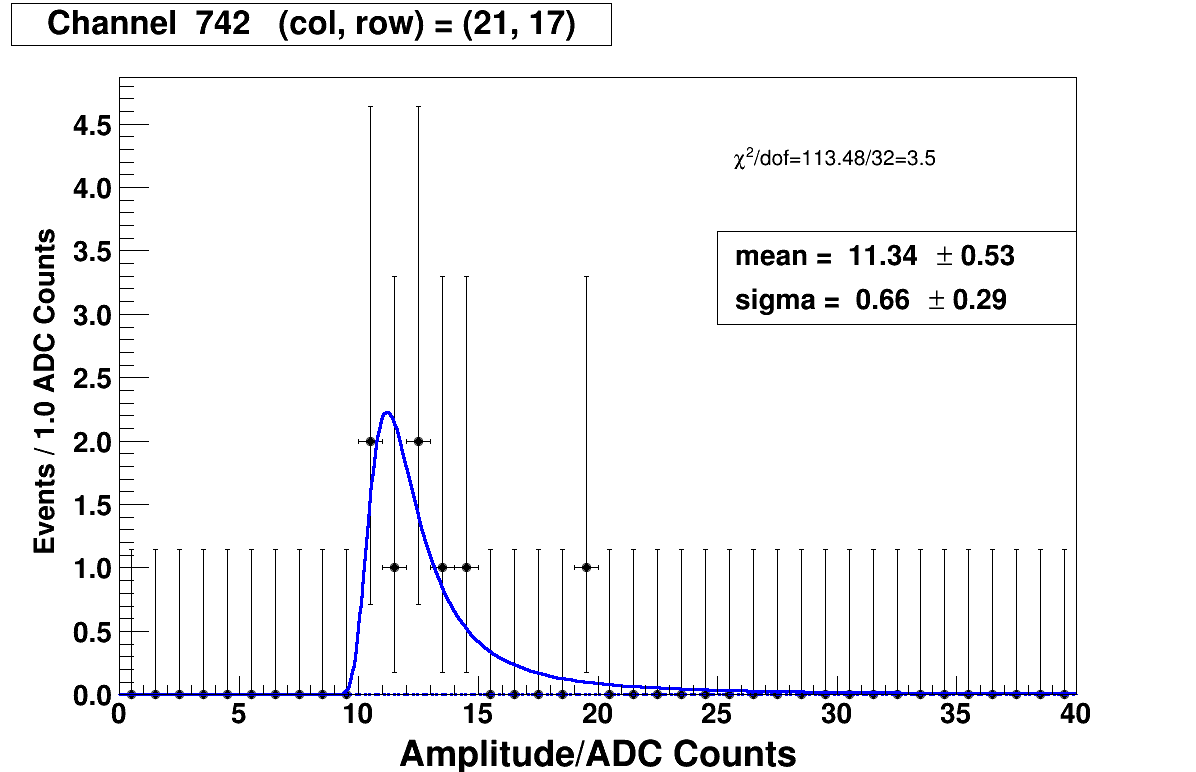 Channel 742 (col, row) = (21, 17)
χ²/dof=113.48/32=3.5
mean = 11.34 ± 0.53
sigma = 0.66 ± 0.29
Events / 1.0 ADC Counts
4.5
4.0
3.5
3.0
2.5
2.0
1.5
1.0
0.5
0.0
0 5 10 15 20 25 30 35 40
Amplitude/ADC Counts